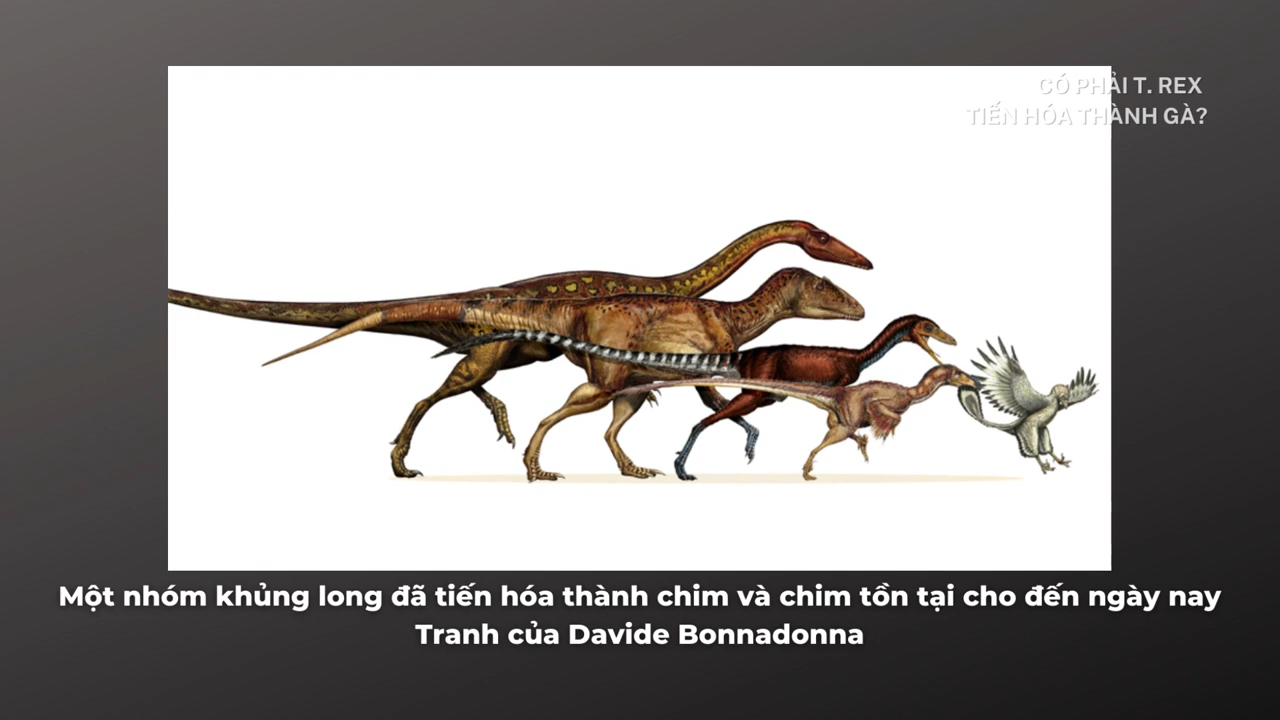 CÓ PHẢI T. REX
TIẾN HÓA THÀNH GÀ?
Một nhóm khủng long đã tiến hóa thành chim và chim tồn tại cho đến ngày nay
Tranh của Davide Bonnadonna